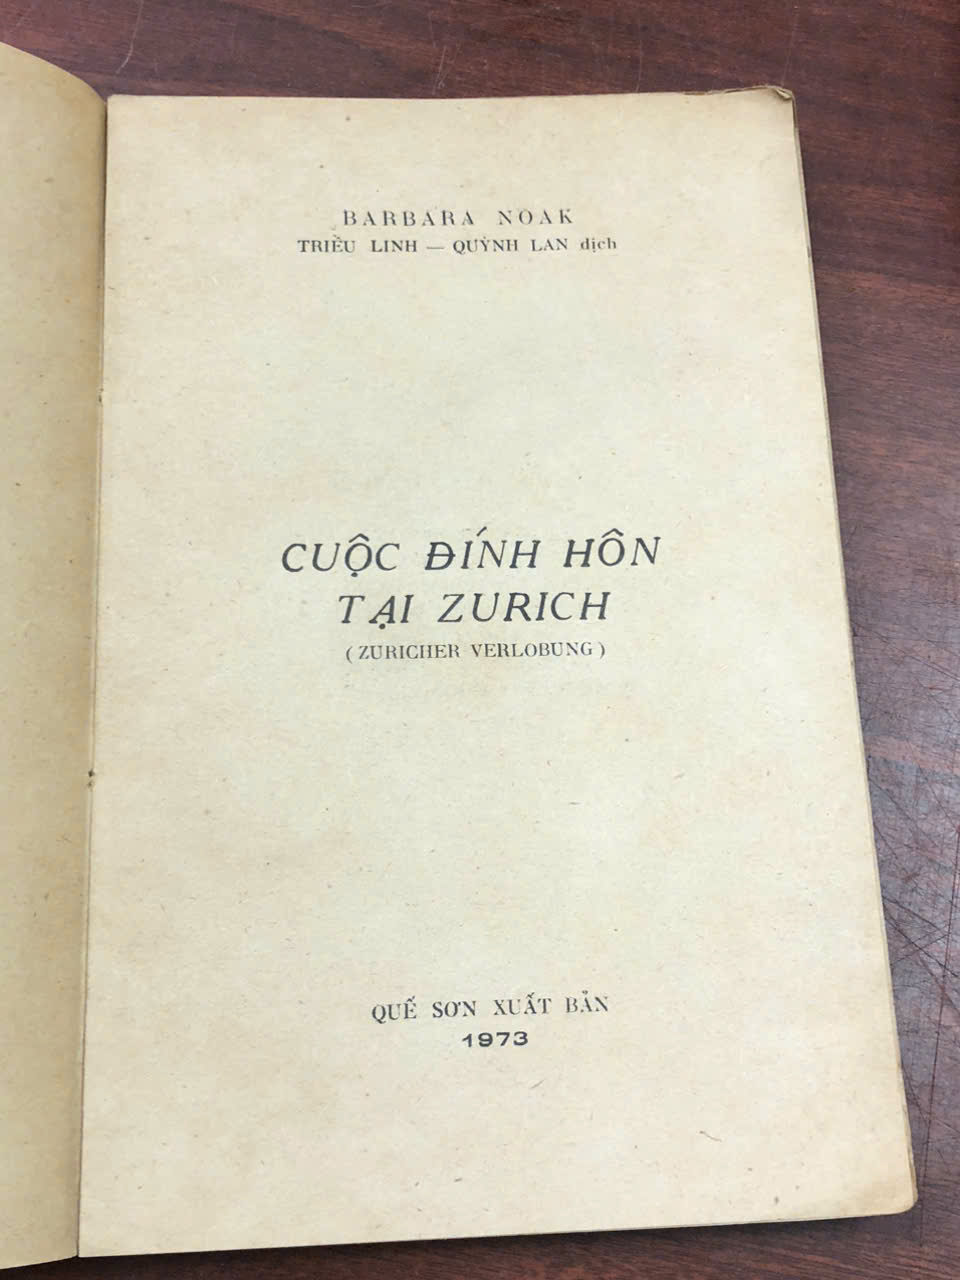 BARBARA NOAK
TRIỀU LINH — QUỲNH LAN dịch
CUỘC ĐÍNH HÔN
TẠI ZURICH
( ZURICHER VERLOBUNG )
QUẾ SƠN XUẤT BẢN
1973